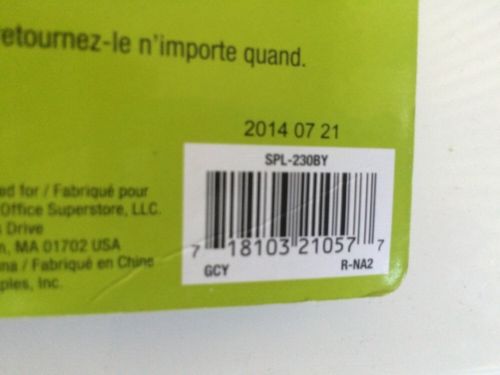 etournez-le n'importe quand.
2014 07 21
SPL-230BY
7 18103 21057 7
GCY R-NA2
ed for / Fabriqué pour
Office Superstore, LLC.
s Drive
m, MA 01702 USA
na / Fabriqué en Chine
ples, Inc.